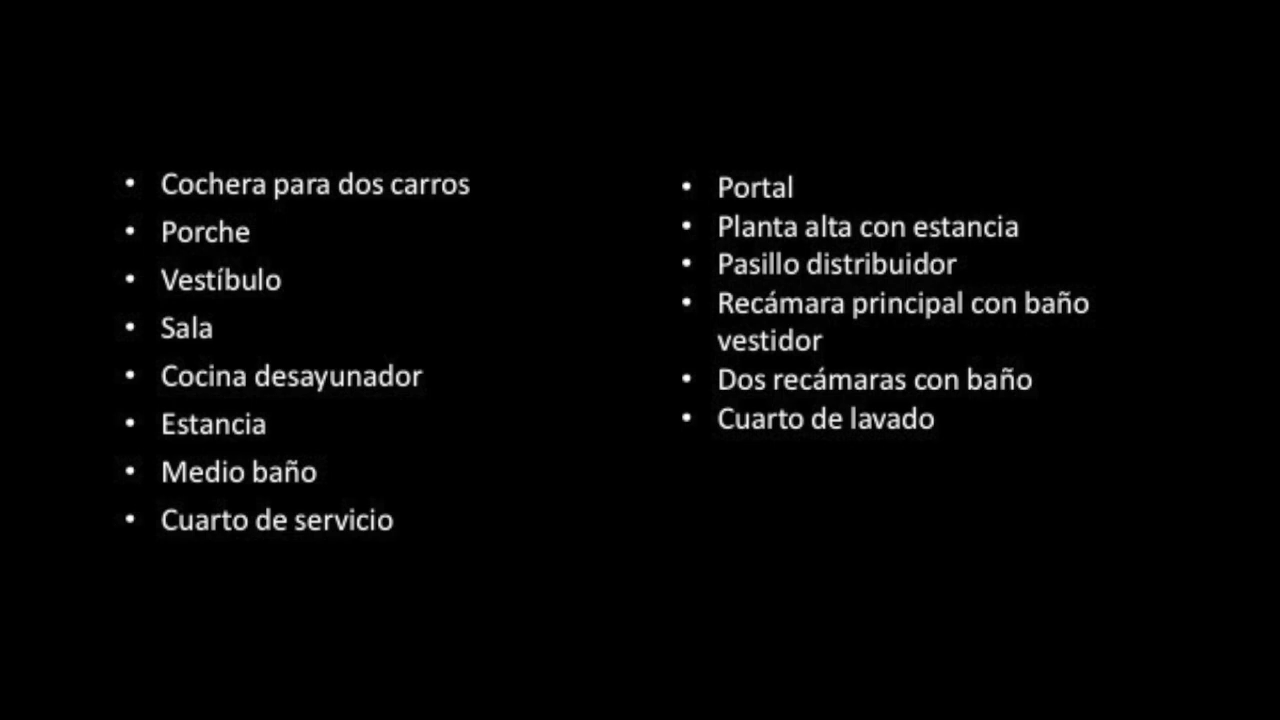 • Cochera para dos carros
• Porche
• Vestíbulo
• Sala
• Cocina desayunador
• Estancia
• Medio baño
• Cuarto de servicio
• Portal
• Planta alta con estancia
• Pasillo distribuidor
• Recámara principal con baño
vestidor
• Dos recámaras con baño
• Cuarto de lavado